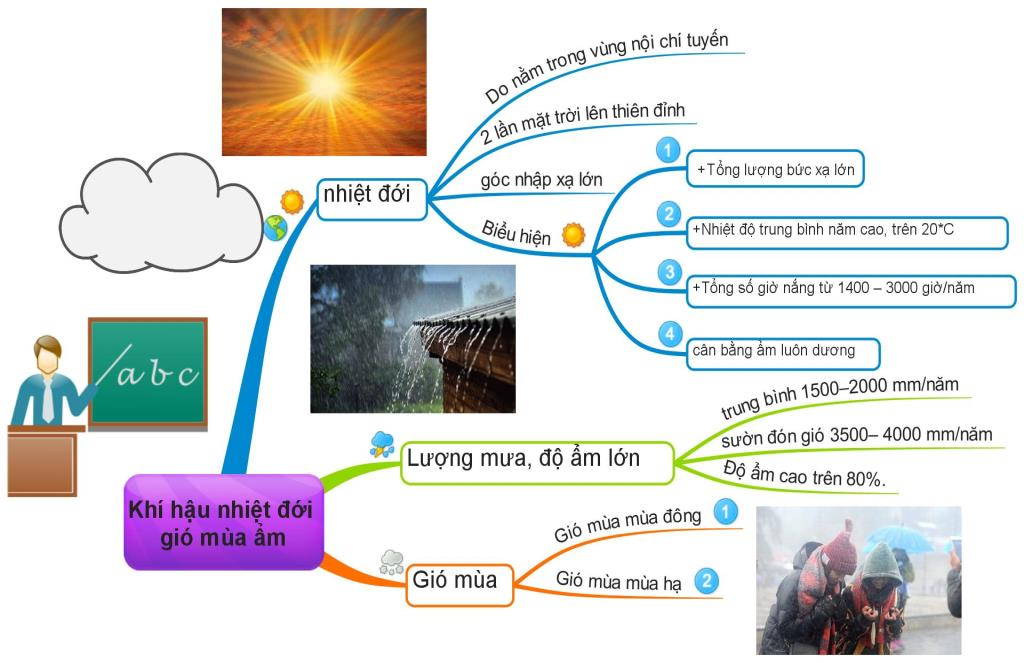 Do nằm trong vùng nội chí tuyến
2 lần mặt trời lên thiên đỉnh
góc nhập xạ lớn
nhiệt đới
Biểu hiện
1
+Tổng lượng bức xạ lớn
2
+Nhiệt độ trung bình năm cao, trên 20*C
3
+Tổng số giờ nắng từ 1400 – 3000 giờ/năm
4
cân bằng ẩm luôn dương
abc
Lượng mưa, độ ẩm lớn
trung bình 1500–2000 mm/năm
sườn đón gió 3500– 4000 mm/năm
Độ ẩm cao trên 80%.
Khí hậu nhiệt đới
gió mùa ẩm
Gió mùa
Gió mùa mùa đông
1
Gió mùa mùa hạ
2